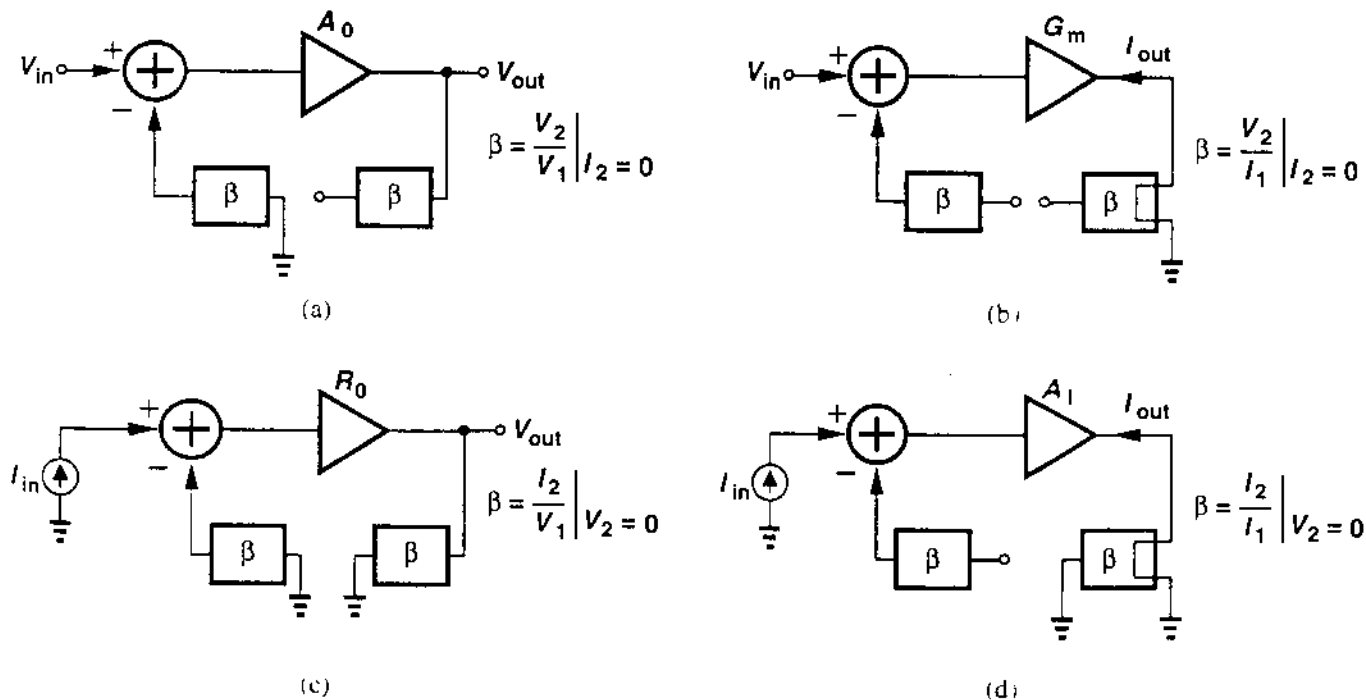 A0
Vin + − Vout
β = V2/V1 | I2 = 0
β β
(a)
Gm
Vin + − Iout
β = V2/I1 | I2 = 0
β β
(b)
R0
Iin + − Vout
β = I2/V1 | V2 = 0
β β
(c)
AI
Iin + − Iout
β = I2/I1 | V2 = 0
β β
(d)